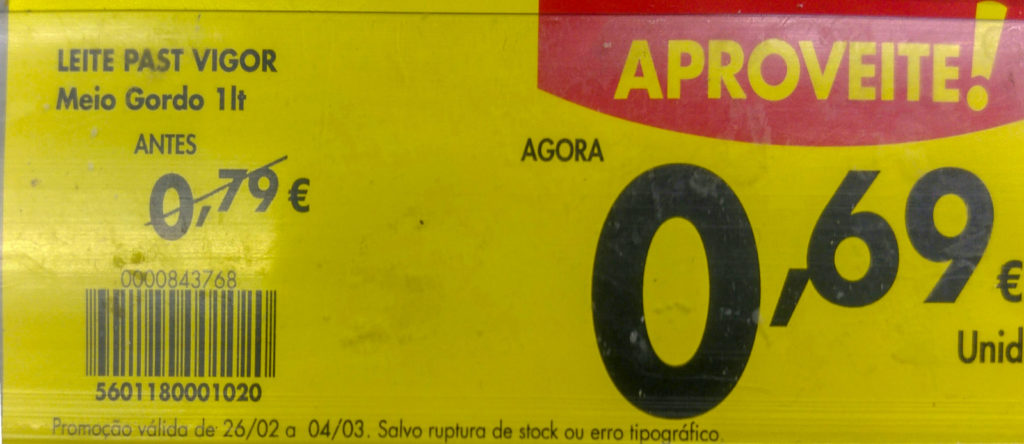 LEITE PAST VIGOR
Meio Gordo 1lt
APROVEITE!
ANTES
0,79 €
AGORA
0,69 €
Unid
0000843768
5601180001020
Promoção válida de 26/02 a 04/03. Salvo ruptura de stock ou erro tipográfico.